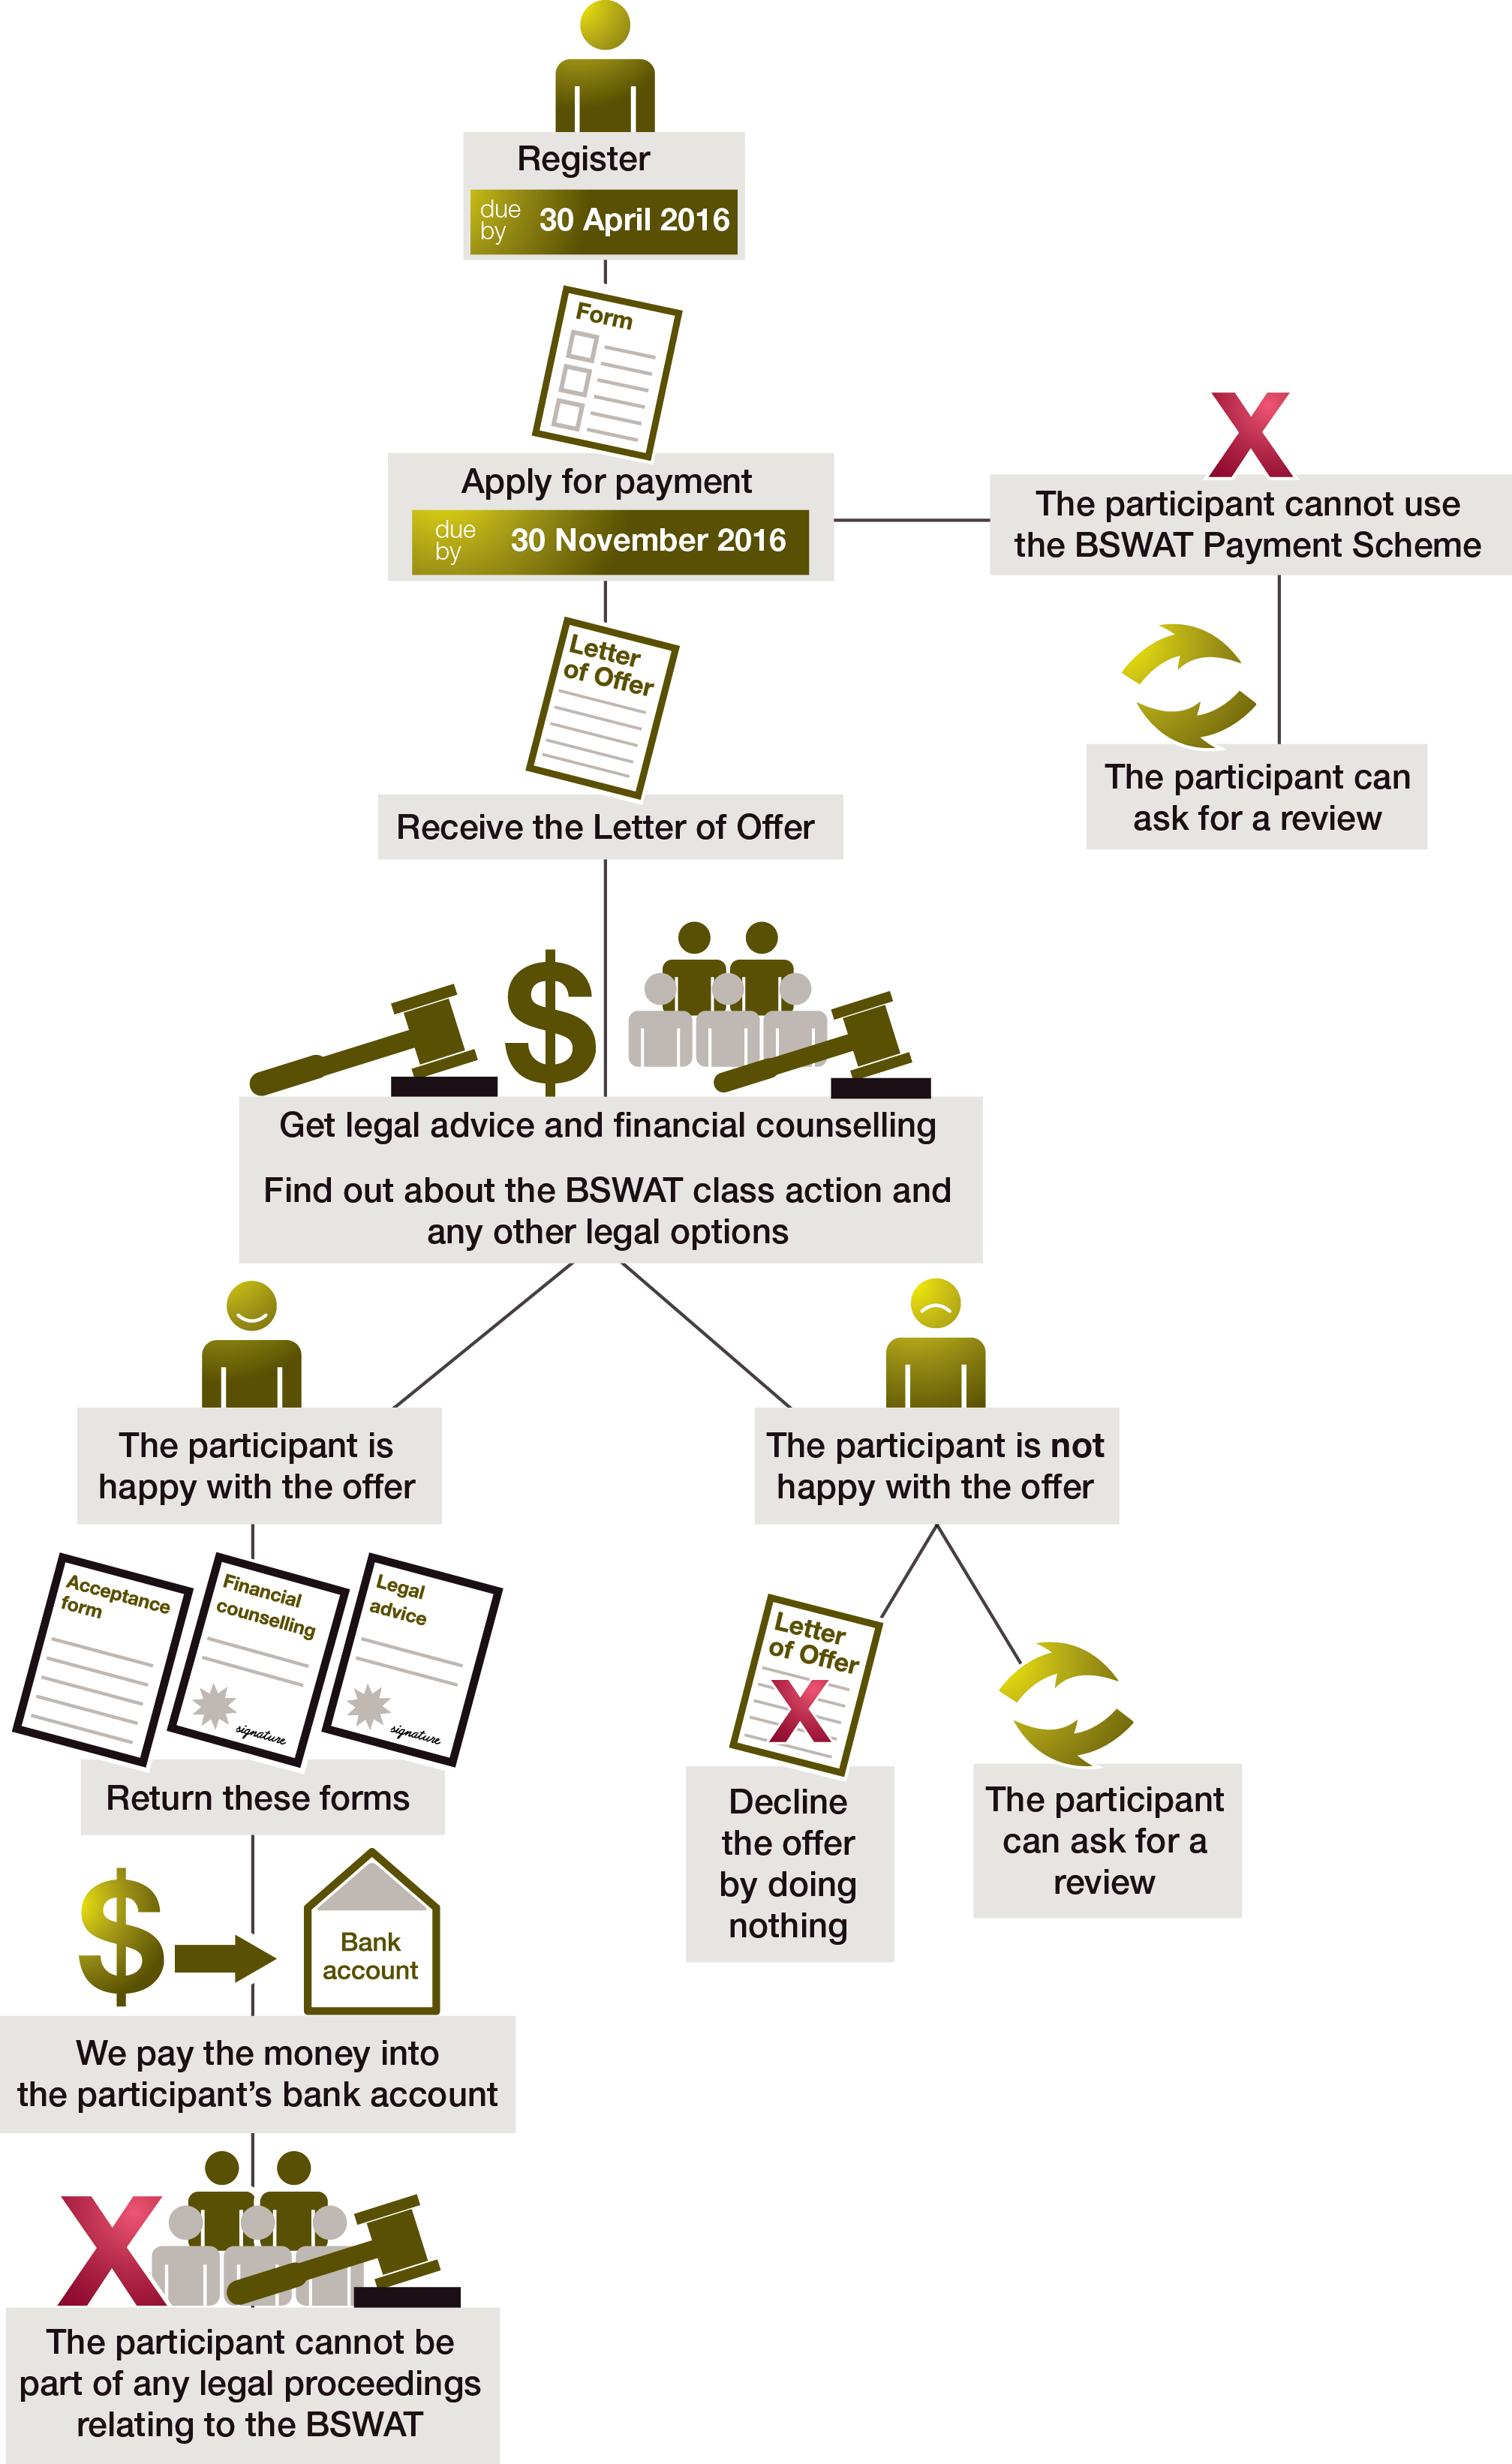 Register
due
by
30 April 2016
Form
Apply for payment
due
by
30 November 2016
X
The participant cannot use
the BSWAT Payment Scheme
The participant can
ask for a review
Letter
of Offer
Receive the Letter of Offer
$
Get legal advice and financial counselling
Find out about the BSWAT class action and
any other legal options
The participant is
happy with the offer
The participant is not
happy with the offer
Acceptance
form
Financial
counselling
signature
Legal
advice
signature
Return these forms
Letter
of Offer
X
Decline
the offer
by doing
nothing
The participant
can ask for a
review
$
Bank
account
We pay the money into
the participant’s bank account
X
The participant cannot be
part of any legal proceedings
relating to the BSWAT